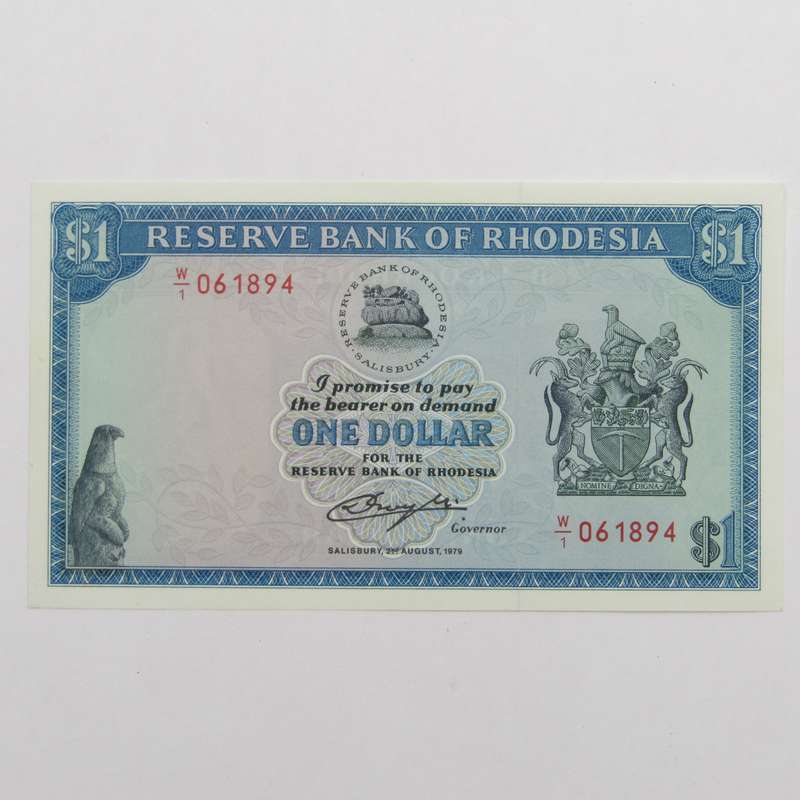 $1 RESERVE BANK OF RHODESIA $1
W/1 061894
RESERVE BANK OF RHODESIA
· SALISBURY ·
I promise to pay
the bearer on demand
ONE DOLLAR
FOR THE
RESERVE BANK OF RHODESIA
NOMINE DIGNA
Governor
W/1 061894
$1
SALISBURY, 2nd AUGUST, 1979